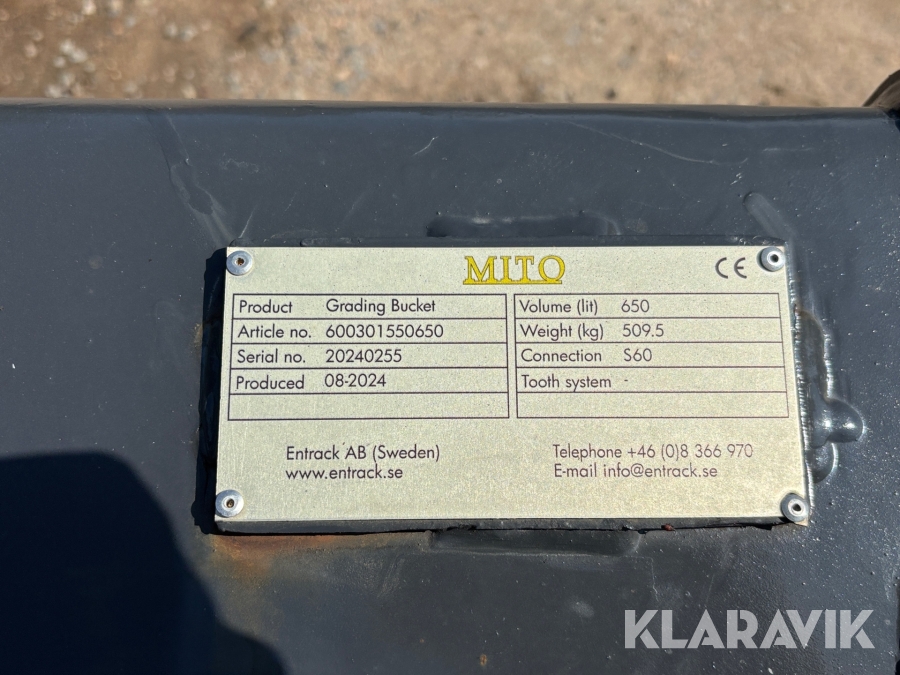 MITO
CE
Product Grading Bucket
Article no. 600301550650
Serial no. 20240255
Produced 08-2024
Volume (lit) 650
Weight (kg) 509.5
Connection S60
Tooth system -
Entrack AB (Sweden)
www.entrack.se
Telephone +46 (0)8 366 970
E-mail info@entrack.se
KLARAVIK